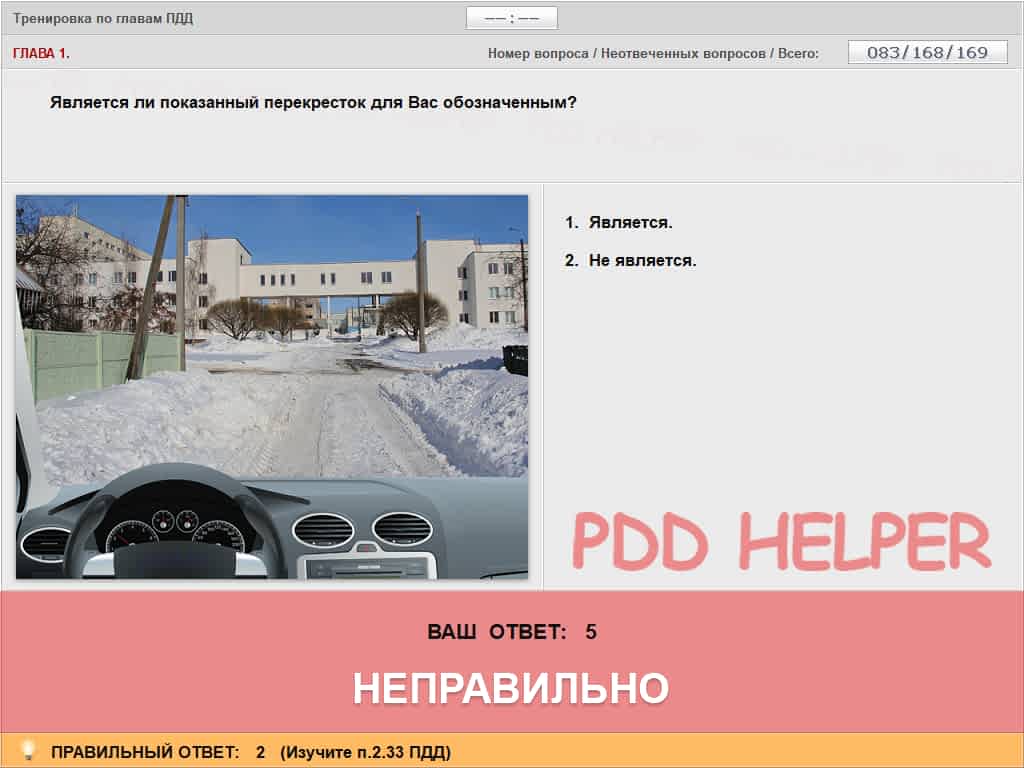 Тренировка по главам ПДД
—— : ——
ГЛАВА 1.
Номер вопроса / Неотвеченных вопросов / Всего: 083/168/169
Является ли показанный перекресток для Вас обозначенным?
1. Является.
2. Не является.
PDD HELPER
ВАШ ОТВЕТ: 5
НЕПРАВИЛЬНО
ПРАВИЛЬНЫЙ ОТВЕТ: 2 (Изучите п.2.33 ПДД)